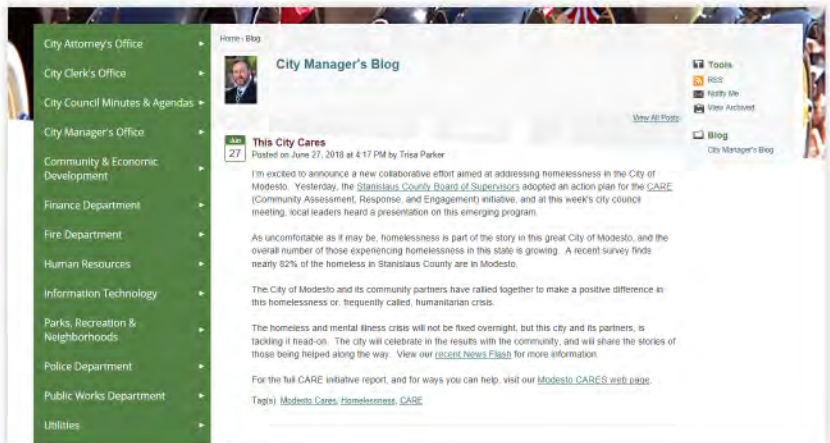 City Attorney's Office
City Clerk's Office
City Council Minutes & Agendas
City Manager's Office
Community & Economic
Development
Finance Department
Fire Department
Human Resources
Information Technology
Parks, Recreation &
Neighborhoods
Police Department
Public Works Department
Utilities
Home › Blog
City Manager's Blog
View All Posts
Jun
27
This City Cares
Posted on June 27, 2018 at 4:17 PM by Trisa Parker
I'm excited to announce a new collaborative effort aimed at addressing homelessness in the City of
Modesto. Yesterday, the Stanislaus County Board of Supervisors adopted an action plan for the CARE
(Community Assessment, Response, and Engagement) initiative, and at this week's city council
meeting, local leaders heard a presentation on this emerging program.
As uncomfortable as it may be, homelessness is part of the story in this great City of Modesto, and the
overall number of those experiencing homelessness in this state is growing. A recent survey finds
nearly 82% of the homeless in Stanislaus County are in Modesto.
The City of Modesto and its community partners have rallied together to make a positive difference in
this homelessness or, frequently called, humanitarian crisis.
The homeless and mental illness crisis will not be fixed overnight, but this city and its partners, is
tackling it head-on. The city will celebrate in the results with the community, and will share the stories of
those being helped along the way. View our recent News Flash for more information.
For the full CARE initiative report, and for ways you can help, visit our Modesto CARES web page.
Tag(s): Modesto Cares, Homelessness, CARE
Tools
RSS
Notify Me
View Archived
Blog
City Manager's Blog